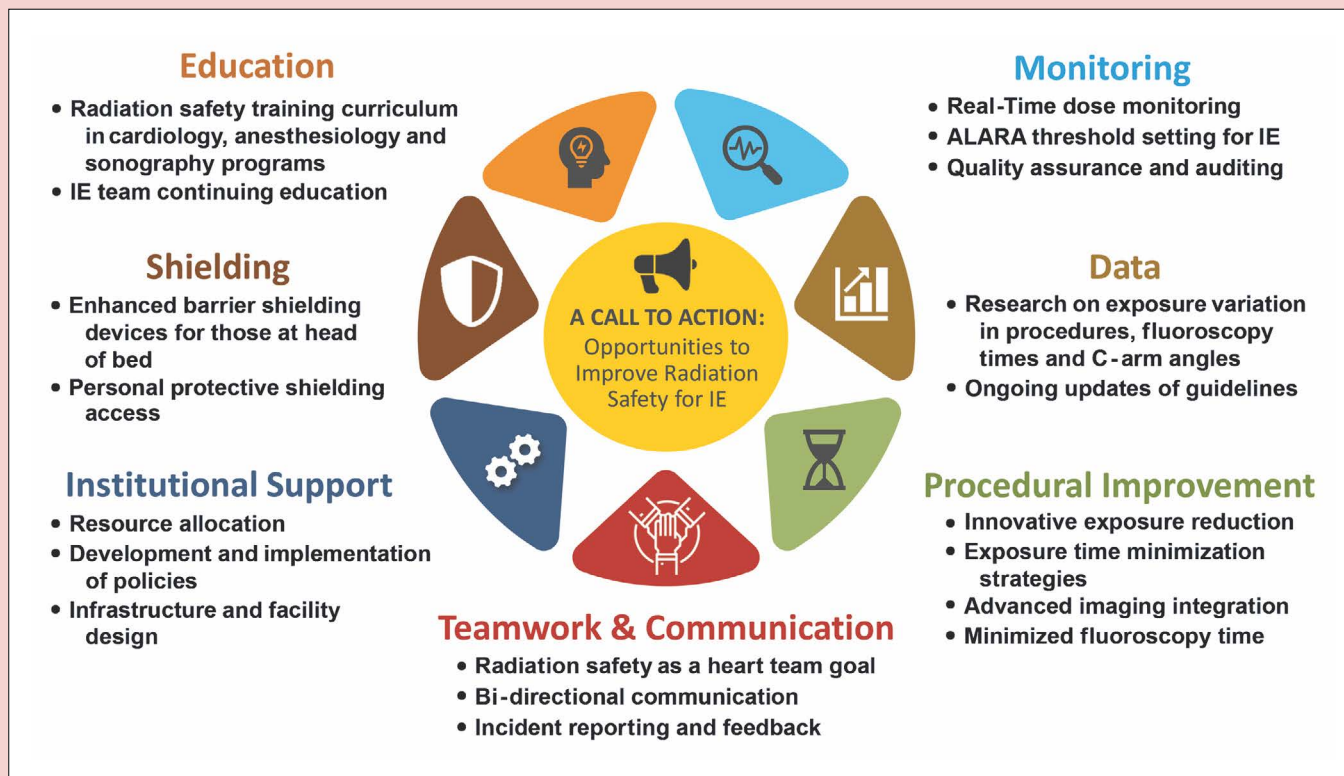 Education
• Radiation safety training curriculum
in cardiology, anesthesiology and
sonography programs
• IE team continuing education
Shielding
• Enhanced barrier shielding
devices for those at head
of bed
• Personal protective shielding
access
Institutional Support
• Resource allocation
• Development and implementation
of policies
• Infrastructure and facility
design
A CALL TO ACTION:
Opportunities to
Improve Radiation
Safety for IE
Teamwork & Communication
• Radiation safety as a heart team goal
• Bi-directional communication
• Incident reporting and feedback
Monitoring
• Real-Time dose monitoring
• ALARA threshold setting for IE
• Quality assurance and auditing
Data
• Research on exposure variation
in procedures, fluoroscopy
times and C-arm angles
• Ongoing updates of guidelines
Procedural Improvement
• Innovative exposure reduction
• Exposure time minimization
strategies
• Advanced imaging integration
• Minimized fluoroscopy time